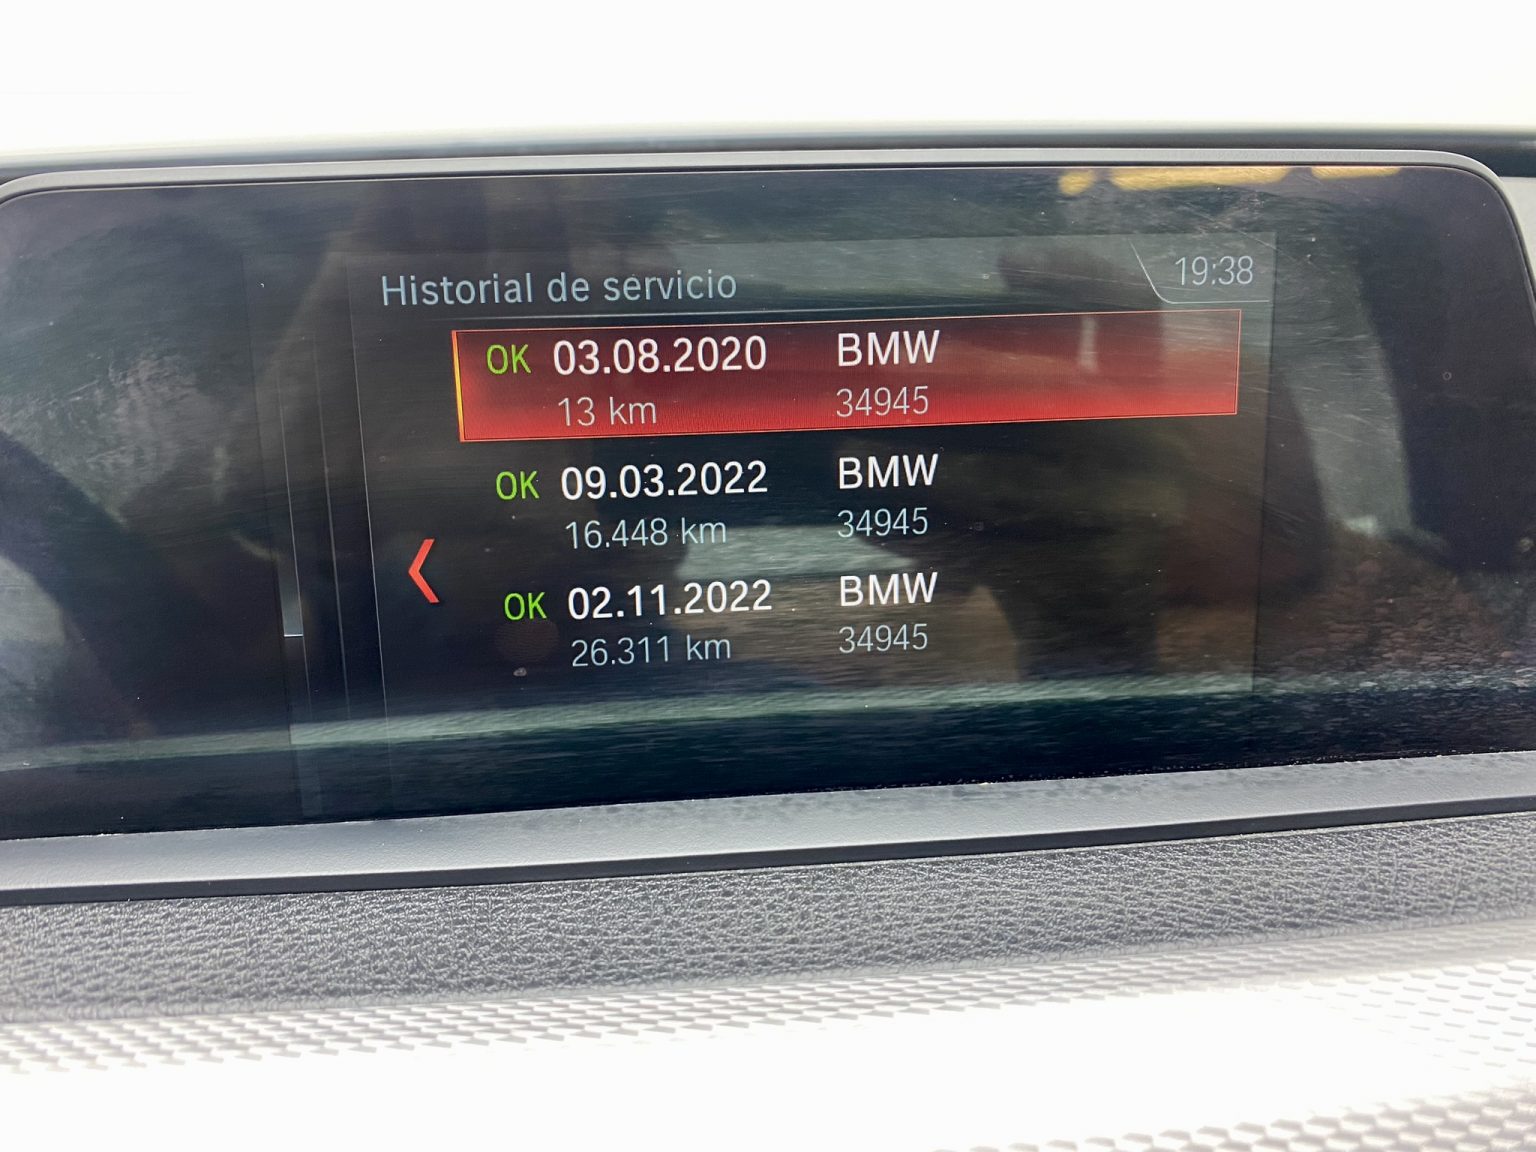 Historial de servicio
19:38
OK 03.08.2020 BMW
13 km 34945
OK 09.03.2022 BMW
16.448 km 34945
OK 02.11.2022 BMW
26.311 km 34945